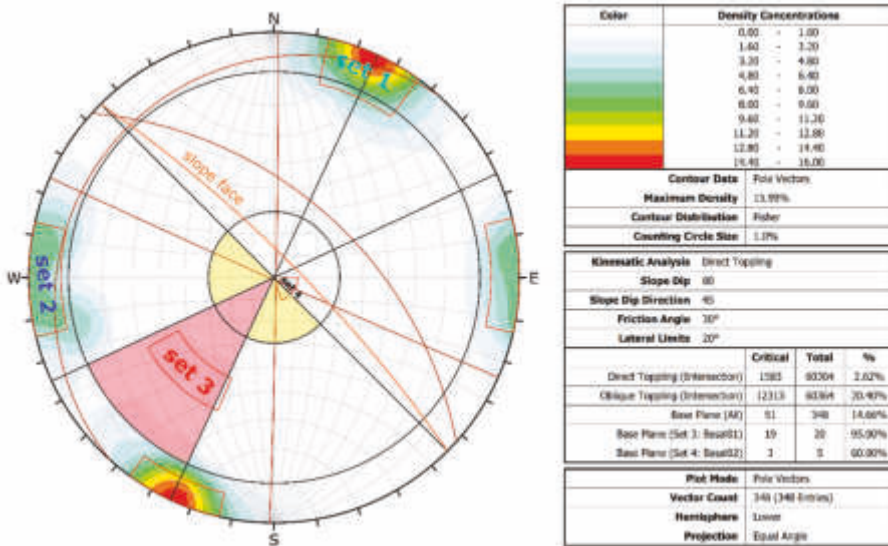 N
set 1
slope face
W
set 2
set 4
E
set 3
S
Color Density Concentrations
0.00 - 1.60
1.60 - 3.20
3.20 - 4.80
4.80 - 6.40
6.40 - 8.00
8.00 - 9.60
9.60 - 11.20
11.20 - 12.80
12.80 - 14.40
14.40 - 16.00
Contour Data Pole Vectors
Maximum Density
Contour Distribution Fisher
Counting Circle Size 1.0%
Kinematic Analysis Direct Toppling
Slope Dip 80
Slope Dip Direction 45
Friction Angle 30°
Lateral Limits 20°
Critical Total %
Direct Toppling (Intersection) 2.62%
Oblique Toppling (Intersection) 12313 60364 20.40%
Base Plane (All) 51 348 14.66%
Base Plane (Set 3: Basal01) 19 20 95.00%
Base Plane (Set 4: Basal02) 3 5 60.00%
Plot Mode Pole Vectors
Vector Count 348 (348 Entries)
Hemisphere Lower
Projection Equal Angle